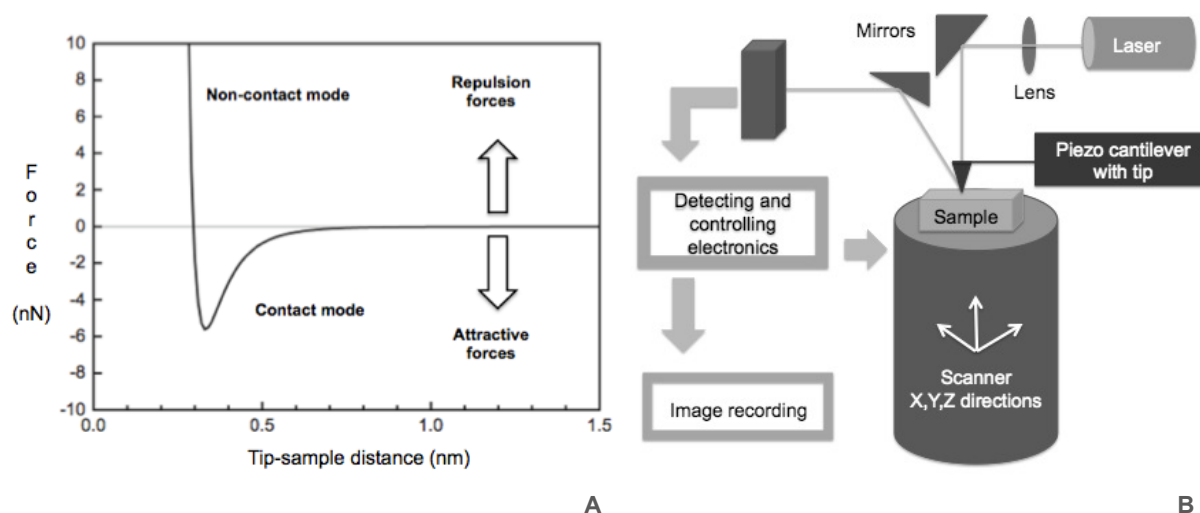 10
8
6
4
2
0
-2
-4
-6
-8
-10
Force
(nN)
Non-contact mode
Repulsion
forces
Contact mode
Attractive
forces
0.0 0.5 1.0 1.5
Tip-sample distance (nm)
A
Mirrors
Laser
Lens
Piezo cantilever
with tip
Detecting and
controlling
electronics
Sample
Scanner
X,Y,Z directions
Image recording
B